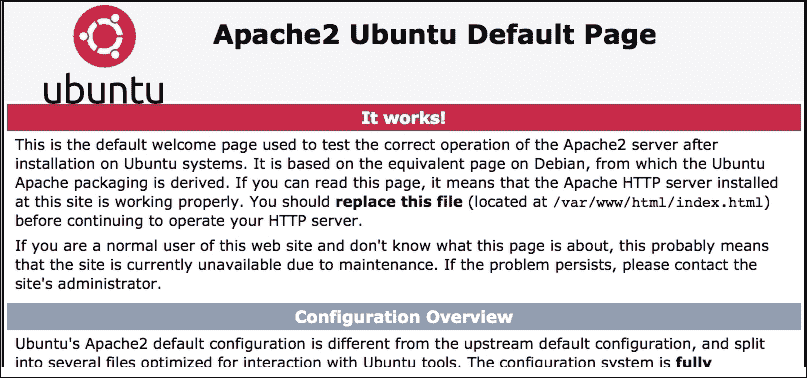 Apache2 Ubuntu Default Page
ubuntu
It works!
This is the default welcome page used to test the correct operation of the Apache2 server after
installation on Ubuntu systems. It is based on the equivalent page on Debian, from which the Ubuntu
Apache packaging is derived. If you can read this page, it means that the Apache HTTP server installed
at this site is working properly. You should replace this file (located at /var/www/html/index.html)
before continuing to operate your HTTP server.
If you are a normal user of this web site and don't know what this page is about, this probably means
that the site is currently unavailable due to maintenance. If the problem persists, please contact the
site's administrator.
Configuration Overview
Ubuntu's Apache2 default configuration is different from the upstream default configuration, and split
into several files optimized for interaction with Ubuntu tools. The configuration system is fully